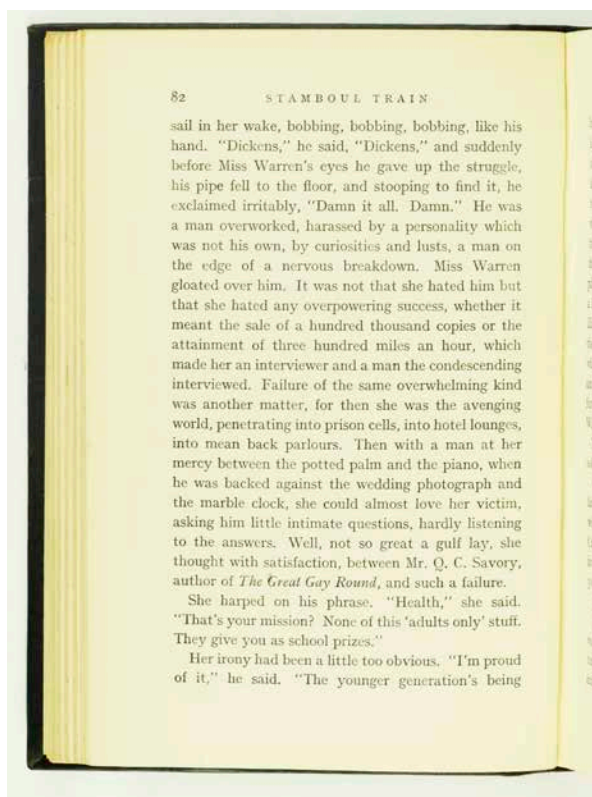 82 STAMBOUL TRAIN
sail in her wake, bobbing, bobbing, bobbing, like his
hand. "Dickens," he said, "Dickens," and suddenly
before Miss Warren's eyes he gave up the struggle,
his pipe fell to the floor, and stooping to find it, he
exclaimed irritably, "Damn it all. Damn." He was
a man overworked, harassed by a personality which
was not his own, by curiosities and lusts, a man on
the edge of a nervous breakdown. Miss Warren
gloated over him. It was not that she hated him but
that she hated any overpowering success, whether it
meant the sale of a hundred thousand copies or the
attainment of three hundred miles an hour, which
made her an interviewer and a man the condescending
interviewed. Failure of the same overwhelming kind
was another matter, for then she was the avenging
world, penetrating into prison cells, into hotel lounges,
into mean back parlours. Then with a man at her
mercy between the potted palm and the piano, when
he was backed against the wedding photograph and
the marble clock, she could almost love her victim,
asking him little intimate questions, hardly listening
to the answers. Well, not so great a gulf lay, she
thought with satisfaction, between Mr. Q. C. Savory,
author of The Great Gay Round, and such a failure.
She harped on his phrase. "Health," she said.
"That's your mission? None of this 'adults only' stuff.
They give you as school prizes."
Her irony had been a little too obvious. "I'm proud
of it," he said. "The younger generation's being